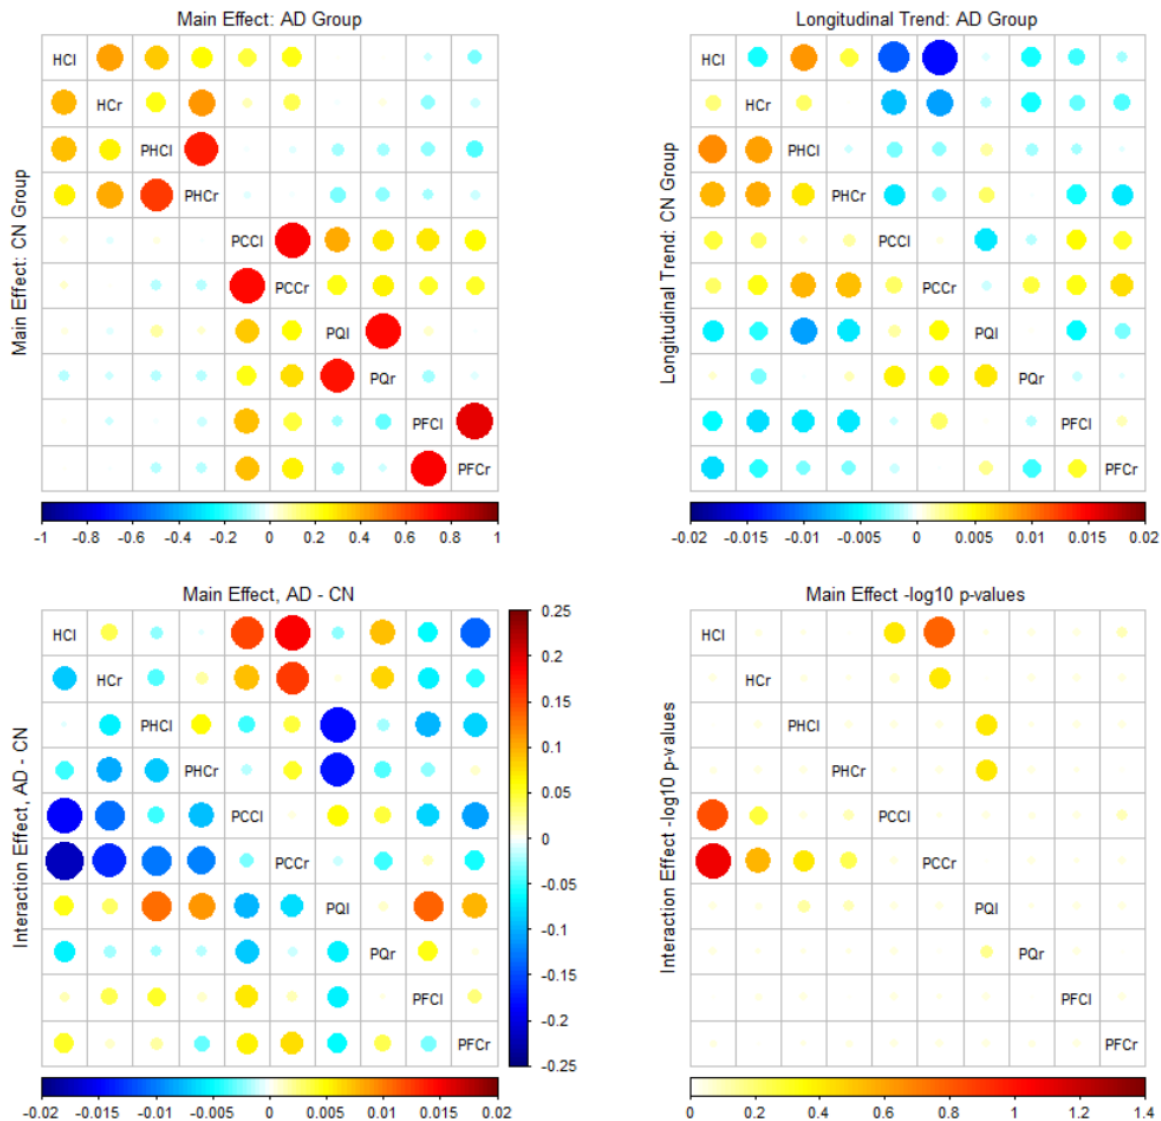 Main Effect: AD Group
Main Effect: CN Group
HCl
HCr
PHCl
PHCr
PCCl
PCCr
PQl
PQr
PFCl
PFCr
-1 -0.8 -0.6 -0.4 -0.2 0 0.2 0.4 0.6 0.8 1
Longitudinal Trend: AD Group
Longitudinal Trend: CN Group
HCl
HCr
PHCl
PHCr
PCCl
PCCr
PQl
PQr
PFCl
PFCr
-0.02 -0.015 -0.01 -0.005 0 0.005 0.01 0.015 0.02
Main Effect, AD - CN
Interaction Effect, AD - CN
HCl
HCr
PHCl
PHCr
PCCl
PCCr
PQl
PQr
PFCl
PFCr
0.25
0.2
0.15
0.1
0.05
0
-0.05
-0.1
-0.15
-0.2
-0.25
-0.02 -0.015 -0.01 -0.005 0 0.005 0.01 0.015 0.02
Main Effect -log10 p-values
Interaction Effect -log10 p-values
HCl
HCr
PHCl
PHCr
PCCl
PCCr
PQl
PQr
PFCl
PFCr
0 0.2 0.4 0.6 0.8 1 1.2 1.4